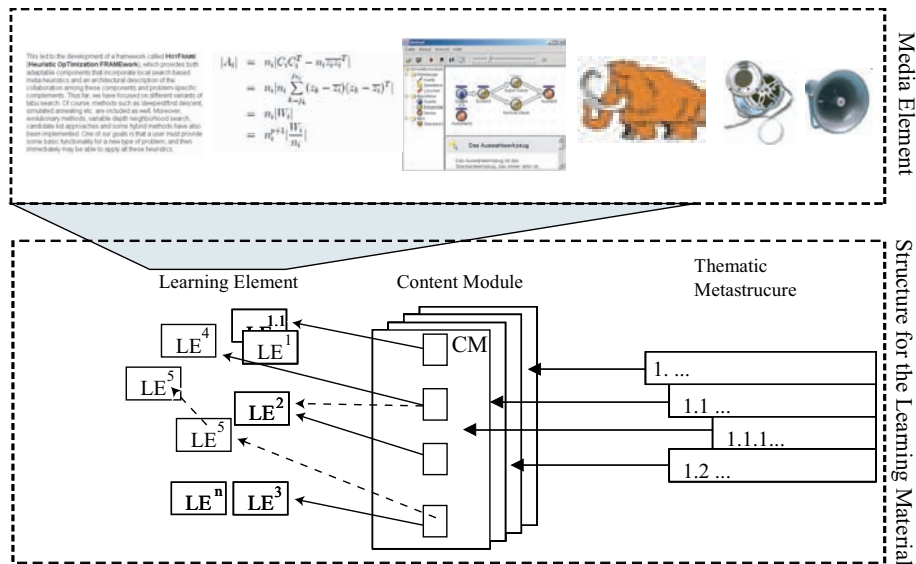 This led to the development of a framework called HotFrame
(Heuristic OpTimization FRAMEwork), which provides both
adaptable components that incorporate local search based
meta-heuristics and an architectural description of the
collaboration among these components and problem-specific
complements. Thus far, we have focused on different variants of
tabu search. Of course, methods such as steepest/first descent,
simulated annealing etc. are included as well. Moreover,
evolutionary methods, variable depth neighborhood search,
candidate list approaches and some hybrid methods have also
been implemented. One of our goals is that a user must provide
some basic functionality for a new type of problem, and then
immediately may be able to apply all these heuristics.
Das Auswahlwerkzeug
Das Auswahlwerkzeug ist das
Media Element
Learning Element
Content Module
Thematic
Metastrucure
1.1
LE⁴
LE¹
CM
LE⁵
LE²
LE⁵
LEⁿ
LE³
1. ...
1.1 ...
1.1.1...
1.2 ...
Structure for the Learning Material